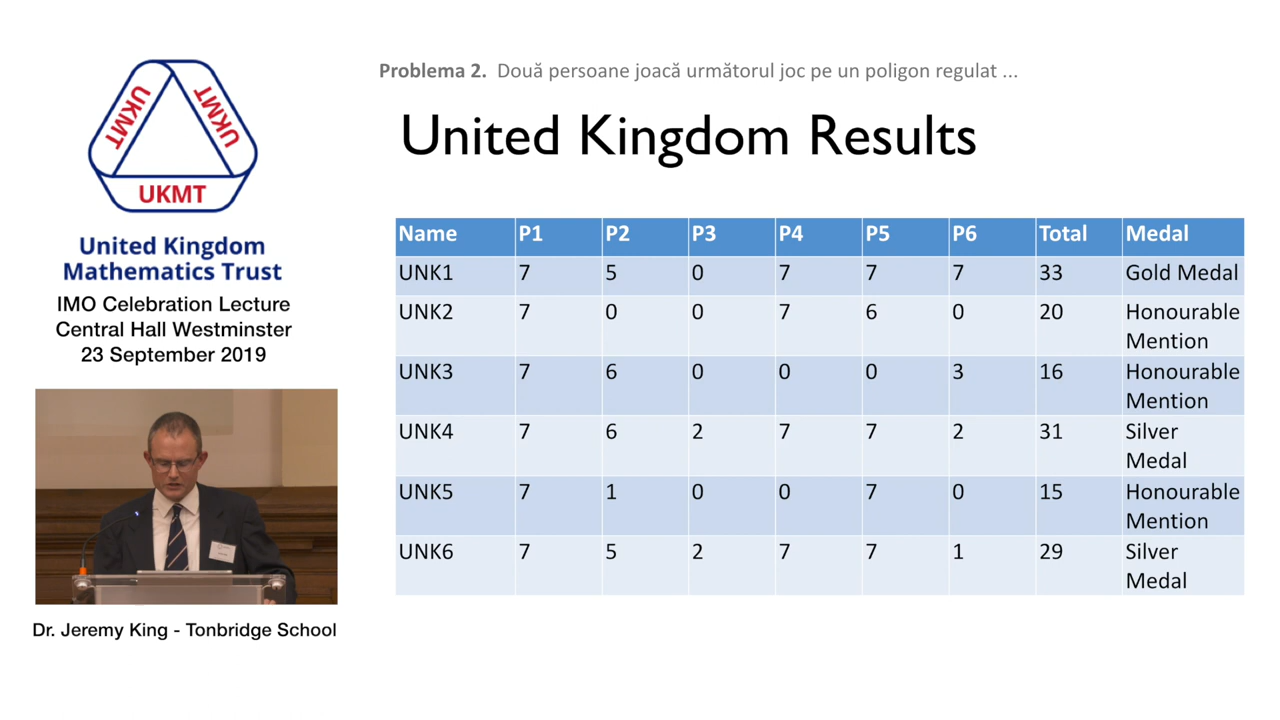 UKMT
UKMT
UKMT
United Kingdom
Mathematics Trust
IMO Celebration Lecture
Central Hall Westminster
23 September 2019
Dr. Jeremy King - Tonbridge School
Problema 2. Două persoane joacă următorul joc pe un poligon regulat ...
United Kingdom Results
Name P1 P2 P3 P4 P5 P6 Total Medal
UNK1 7 5 0 7 7 7 33 Gold Medal
UNK2 7 0 0 7 6 0 20 Honourable
Mention
UNK3 7 6 0 0 0 3 16 Honourable
Mention
UNK4 7 6 2 7 7 2 31 Silver
Medal
UNK5 7 1 0 0 7 0 15 Honourable
Mention
UNK6 7 5 2 7 7 1 29 Silver
Medal